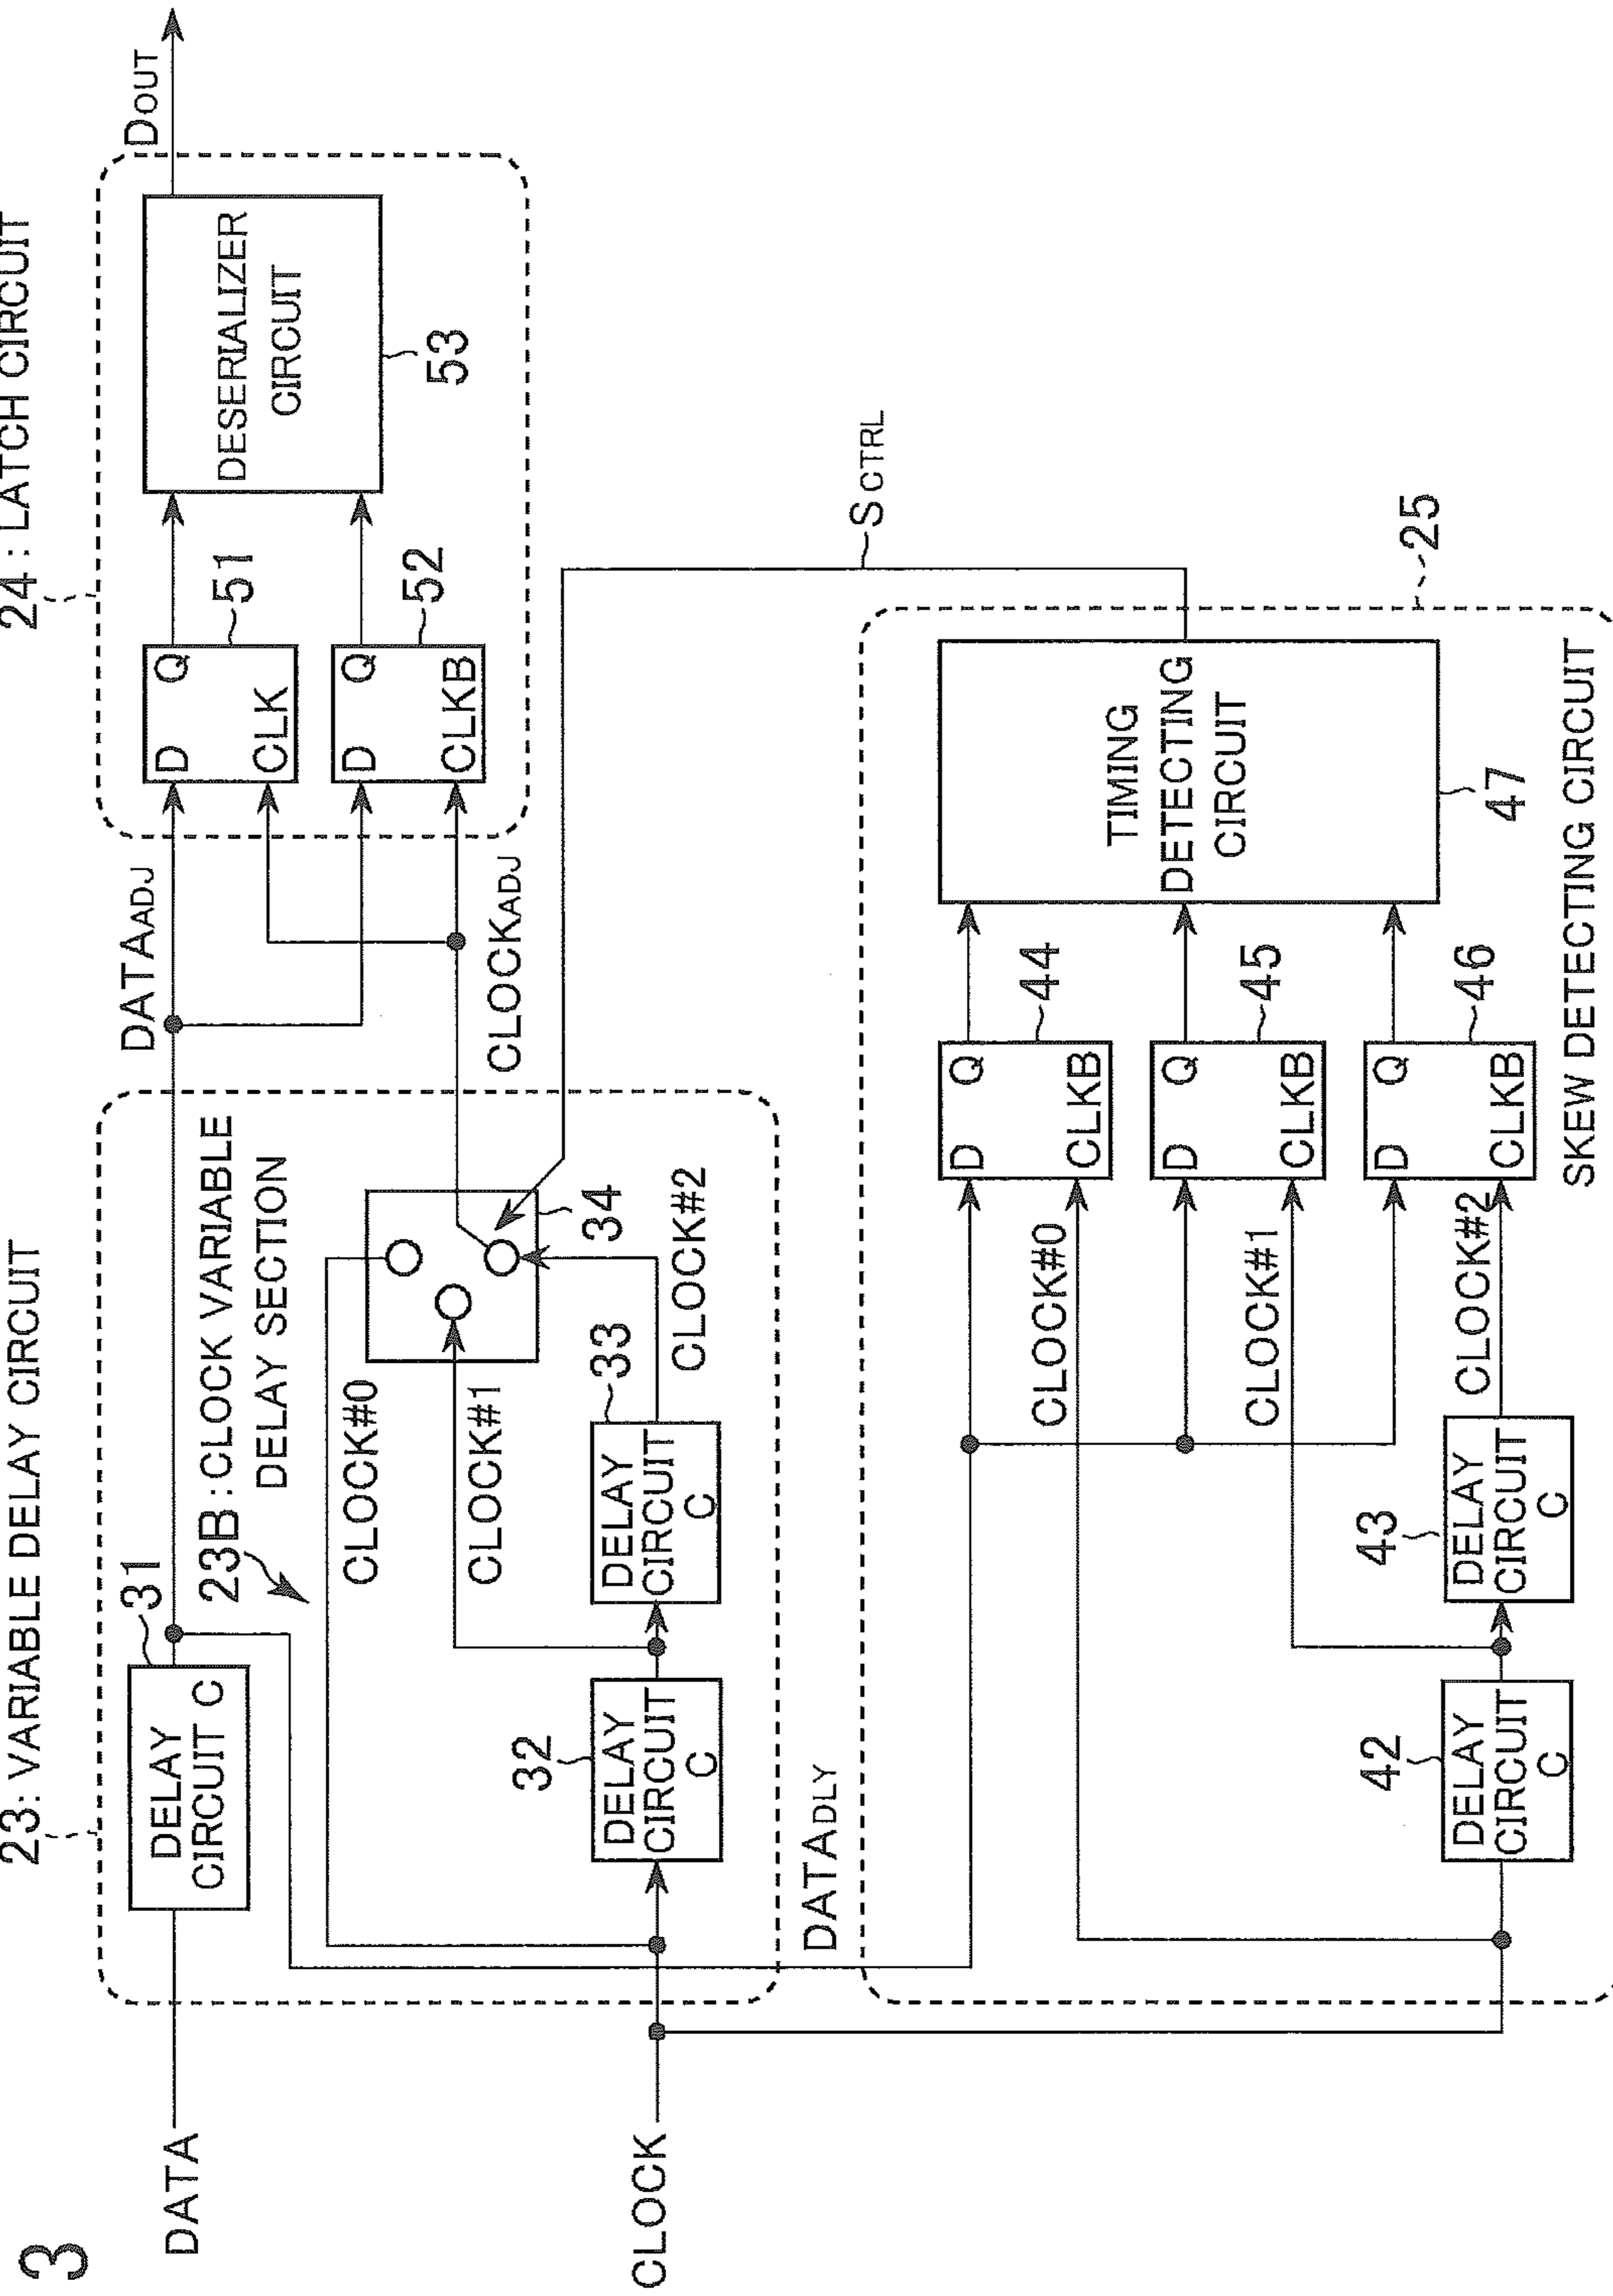 3
23: VARIABLE DELAY CIRCUIT
24: LATCH CIRCUIT
DATA
DELAY
CIRCUIT C
31
23B: CLOCK VARIABLE
DELAY SECTION
DATAADJ
D Q
CLK
51
D Q
CLKB
52
DESERIALIZER
CIRCUIT
53
DOUT
CLOCK#0
CLOCK#1
34
CLOCKADJ
CLOCK
32
DELAY
CIRCUIT
C
33
DELAY
CIRCUIT
C
CLOCK#2
DATADLY
SCTRL
D Q
CLKB
44
CLOCK#0
D Q
CLKB
45
CLOCK#1
D Q
CLKB
46
CLOCK#2
TIMING
DETECTING
CIRCUIT
47
25
42
DELAY
CIRCUIT
C
43
DELAY
CIRCUIT
C
SKEW DETECTING CIRCUIT